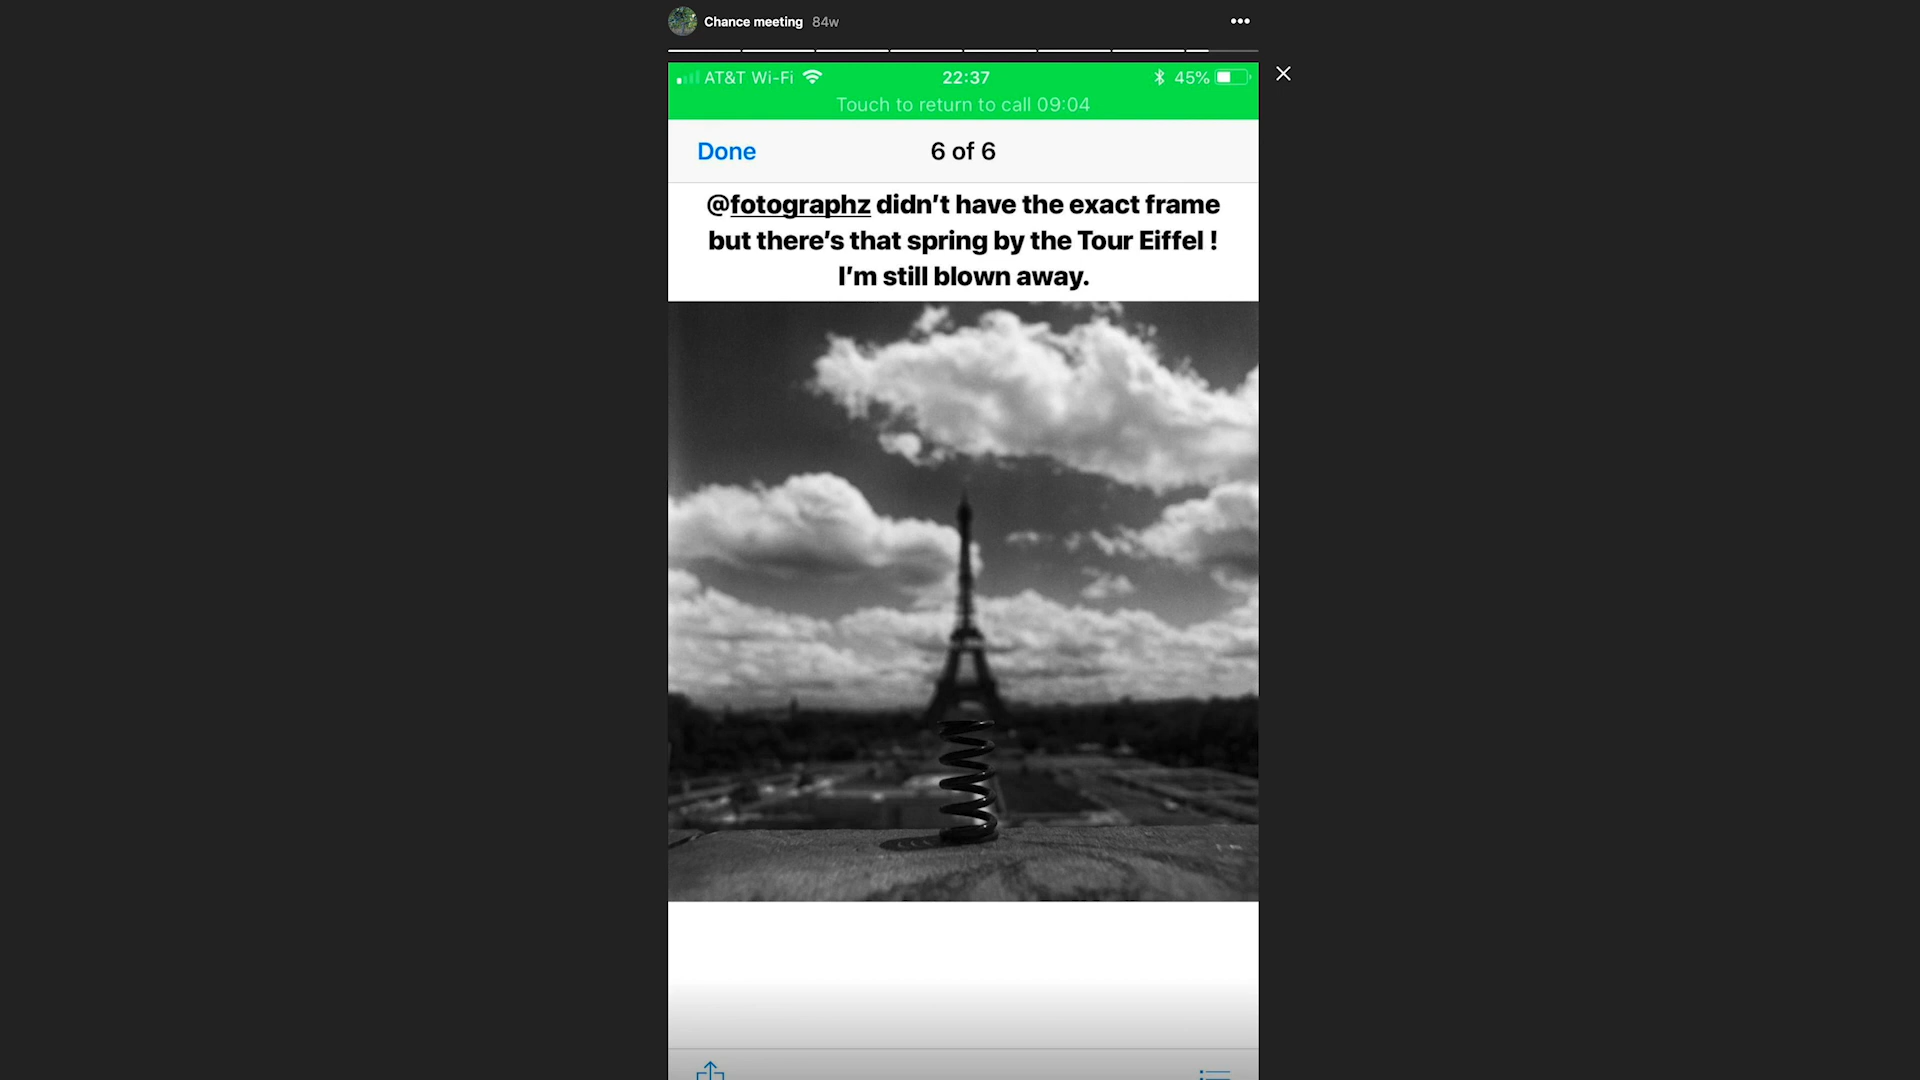 Chance meeting 84w
AT&T Wi-Fi 22:37 45%
Touch to return to call 09:04
Done 6 of 6
@fotographz didn’t have the exact frame
but there’s that spring by the Tour Eiffel !
I’m still blown away.